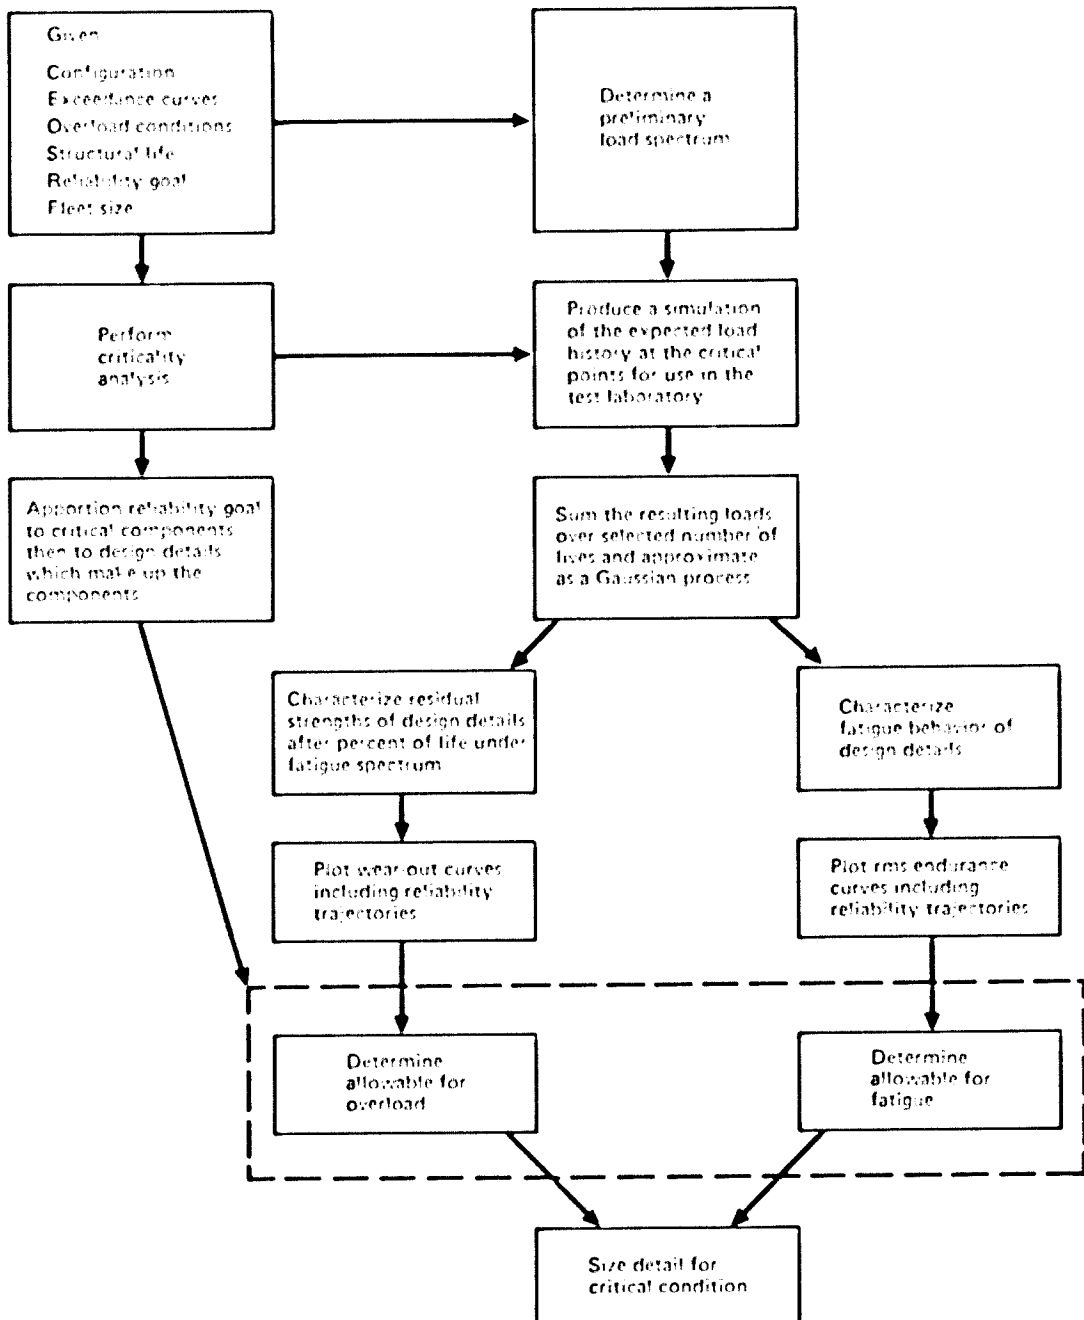 Given
Configuration
Exceedance curves
Overload conditions
Structural life
Reliability goal
Fleet size
Determine a
preliminary
load spectrum
Perform
criticality
analysis
Produce a simulation
of the expected load
history at the critical
points for use in the
test laboratory
Apportion reliability goal
to critical components
then to design details
which make up the
components
Sum the resulting loads
over selected number of
lives and approximate
as a Gaussian process
Characterize residual
strengths of design details
after percent of life under
fatigue spectrum
Characterize
fatigue behavior of
design details
Plot wear-out curves
including reliability
trajectories
Plot rms endurance
curves including
reliability trajectories
Determine
allowable for
overload
Determine
allowable for
fatigue
Size detail for
critical condition